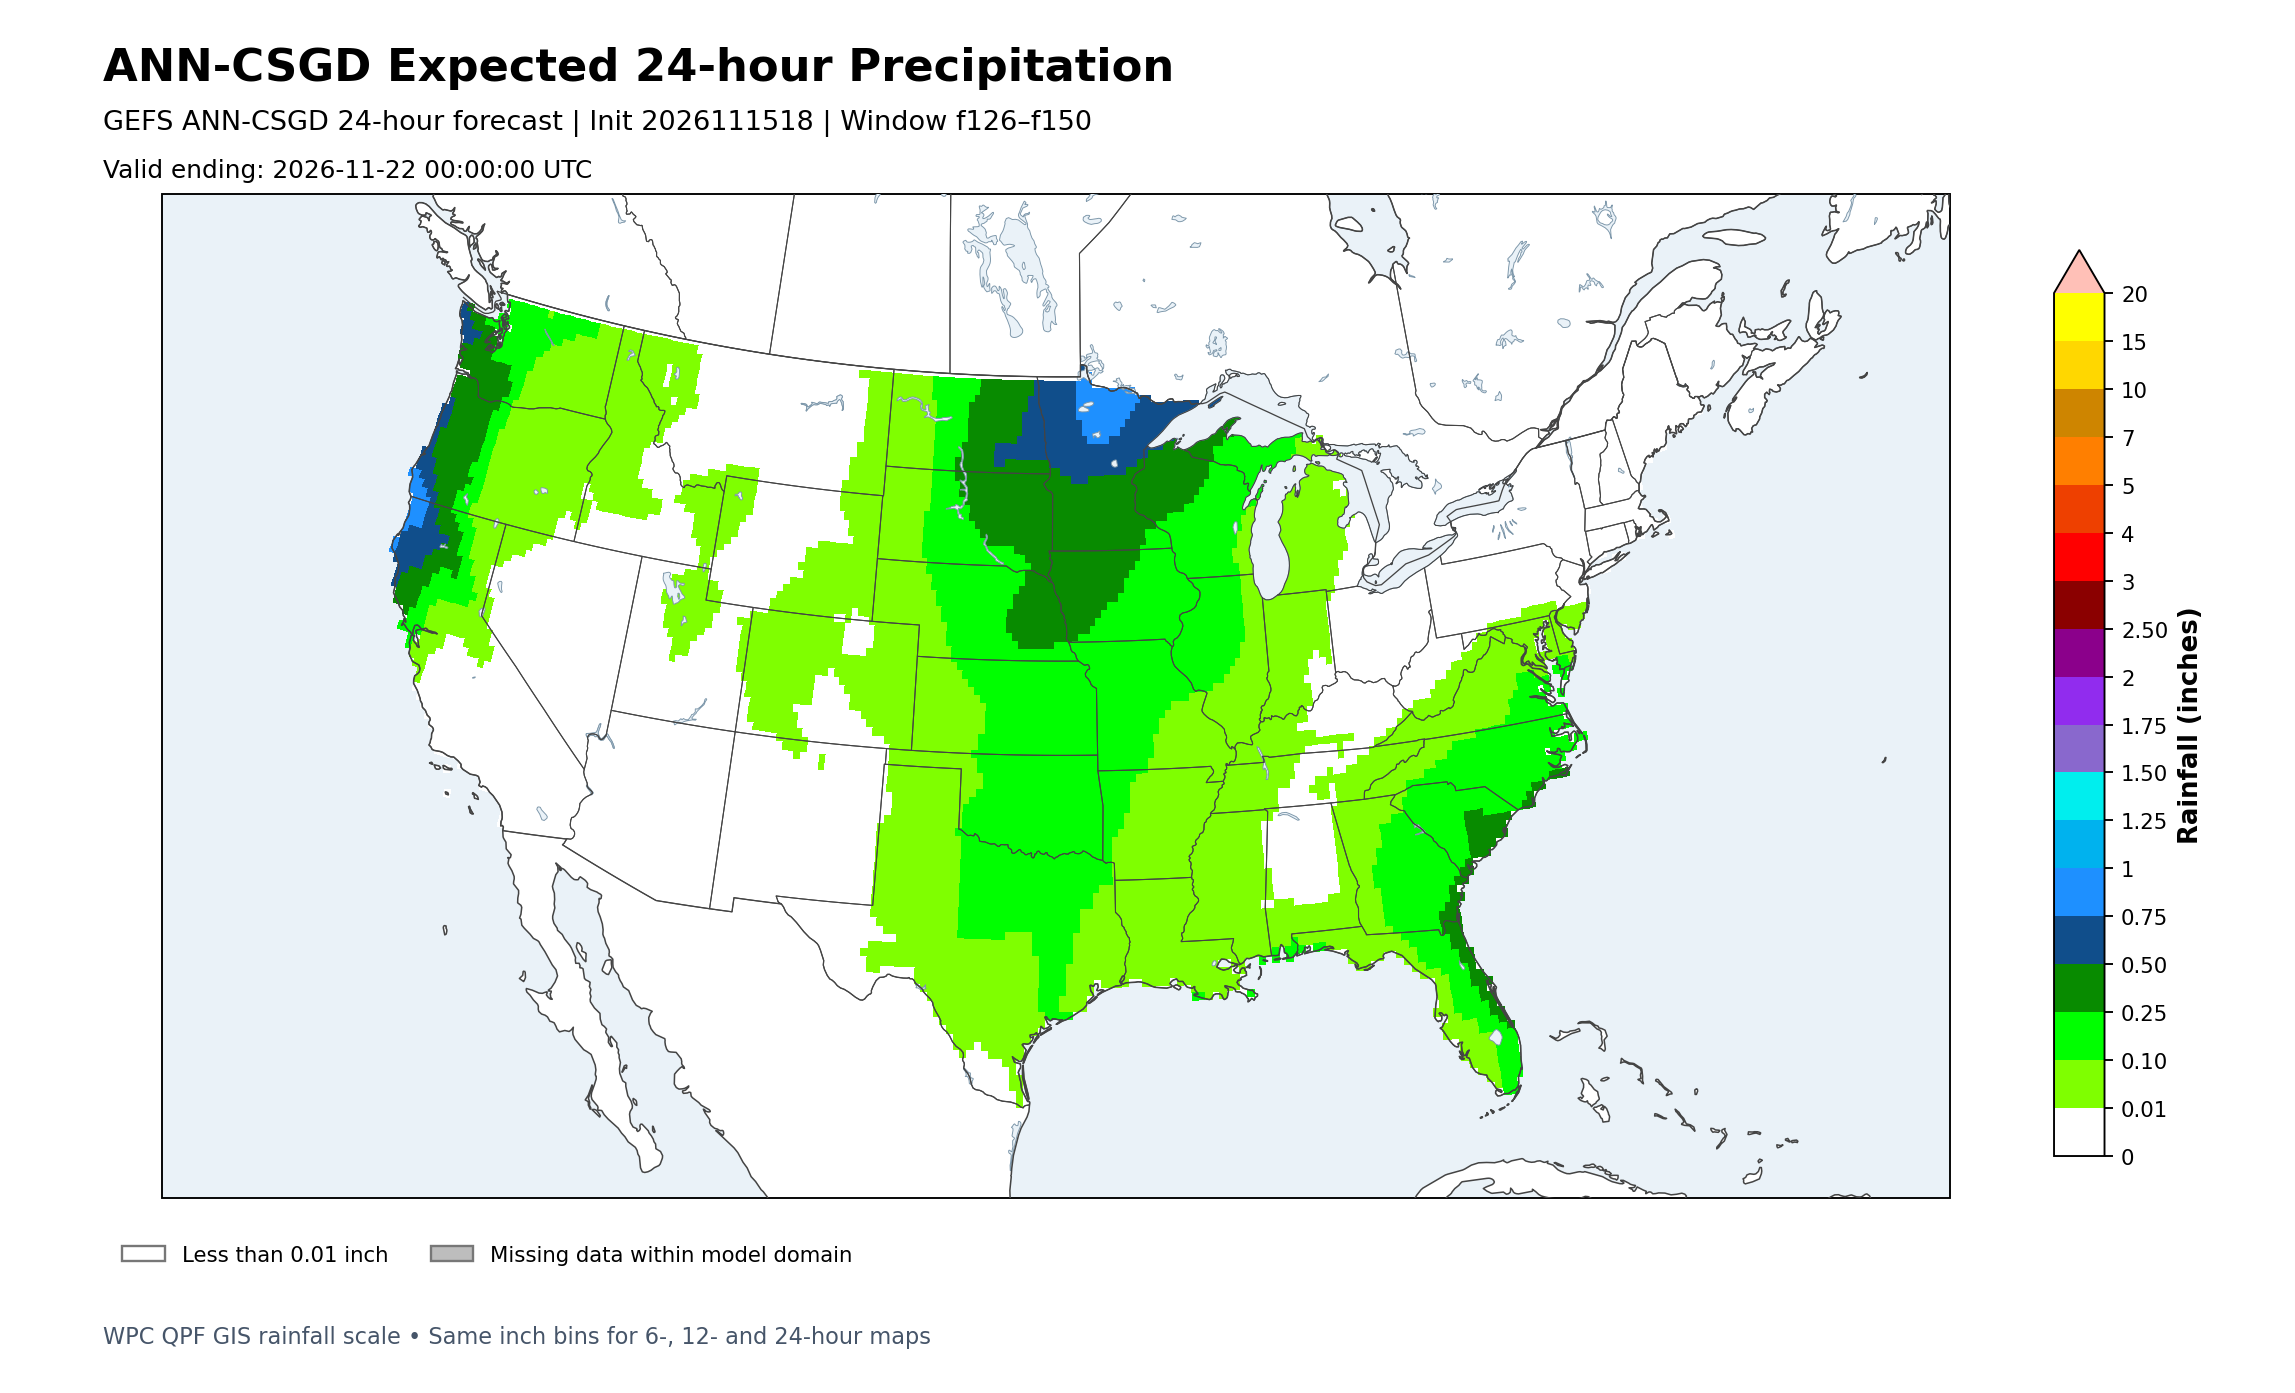 ANN-CSGD Expected 24-hour Precipitation
GEFS ANN-CSGD 24-hour forecast | Init 2026111518 | Window f126–f150
Valid ending: 2026-11-22 00:00:00 UTC
20
15
10
7
5
4
3
2.50
2
1.75
1.50
1.25
1
0.75
0.50
0.25
0.10
0.01
0
Rainfall (inches)
Less than 0.01 inch
Missing data within model domain
WPC QPF GIS rainfall scale • Same inch bins for 6-, 12- and 24-hour maps